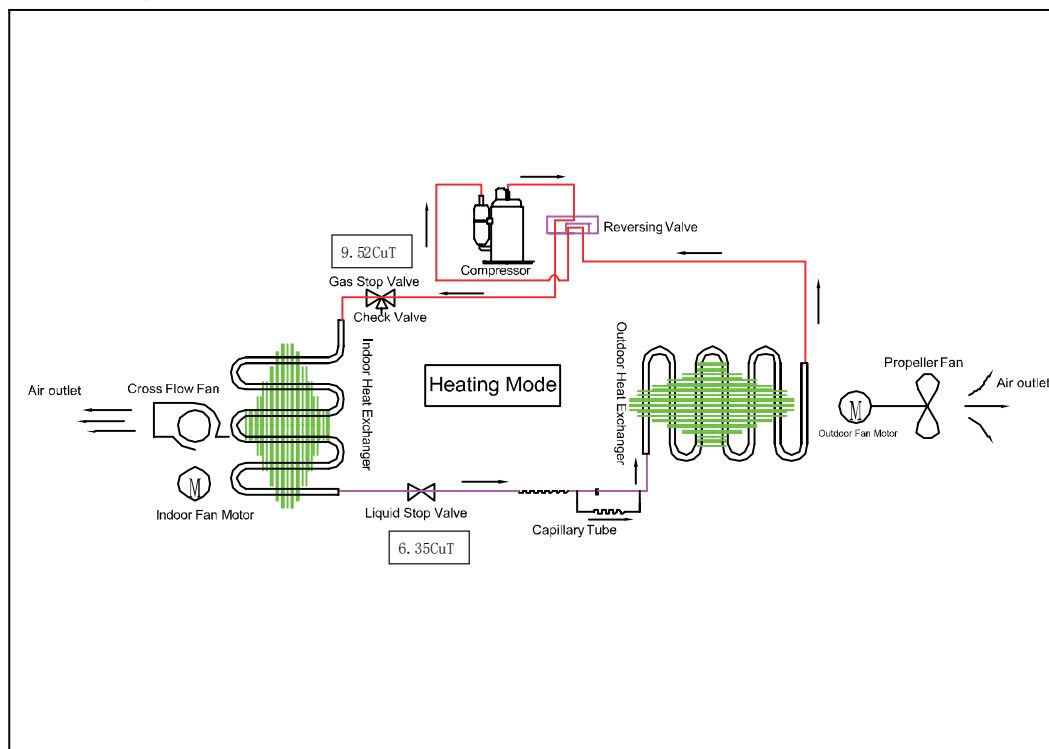 Reversing Valve
9.52CuT
Compressor
Gas Stop Valve
Check Valve
Indoor Heat Exchanger
Outdoor Heat Exchanger
Heating Mode
Propeller Fan
Air outlet
Cross Flow Fan
Air outlet
M
Outdoor Fan Motor
M
Indoor Fan Motor
Liquid Stop Valve
Capillary Tube
6.35CuT